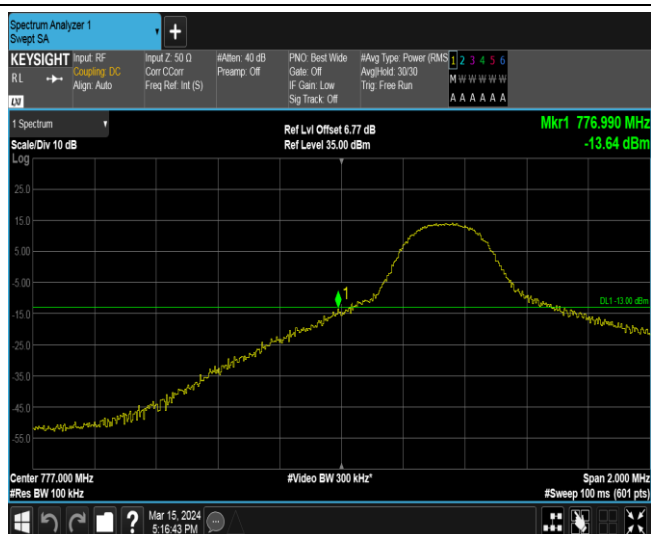 Spectrum Analyzer 1
Swept SA
+
KEYSIGHT
RL
Input: RF
Coupling: DC
Align: Auto
Input Z: 50 Ω
Corr CCorr
Freq Ref: Int (S)
#Atten: 40 dB
Preamp: Off
PNO: Best Wide
Gate: Off
IF Gain: Low
Sig Track: Off
#Avg Type: Power (RMS
Avg|Hold: 30/30
Trig: Free Run
1 2 3 4 5 6
M W W W W W
A A A A A A
LXI
1 Spectrum
Scale/Div 10 dB
Ref Lvl Offset 6.77 dB
Ref Level 35.00 dBm
Mkr1 776.990 MHz
-13.64 dBm
Log
25.0
15.0
5.00
-5.00
-15.0
-25.0
-35.0
-45.0
-55.0
1
DL1 -13.00 dBm
Center 777.000 MHz
#Video BW 300 kHz*
Span 2.000 MHz
#Res BW 100 kHz
#Sweep 100 ms (601 pts)
?
Mar 15, 2024
5:16:43 PM